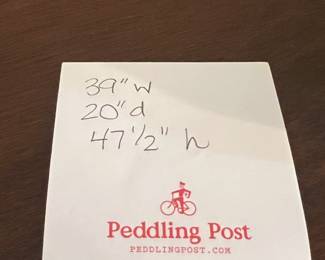 39" w
20" d
47 1/2" h
Peddling Post
PEDDLINGPOST.COM